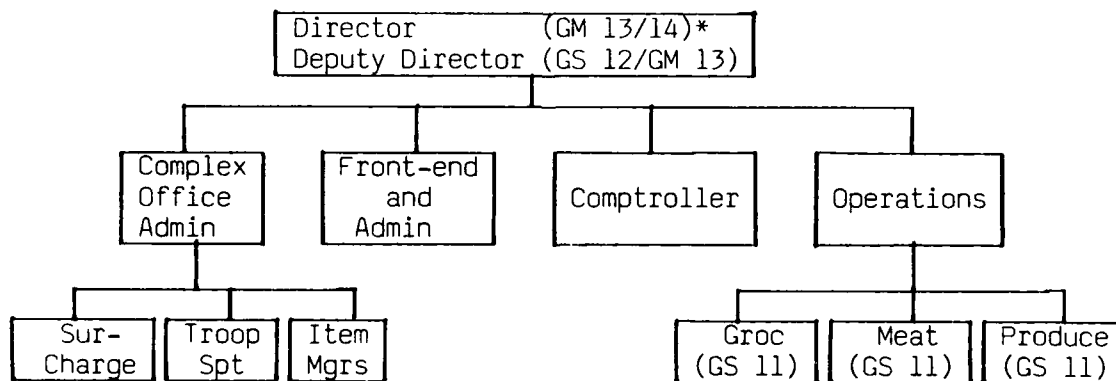 Director (GM 13/14)*
Deputy Director (GS 12/GM 13)
Complex
Office
Admin
Front-end
and
Admin
Comptroller
Operations
Sur-
Charge
Troop
Spt
Item
Mgrs
Groc
(GS 11)
Meat
(GS 11)
Produce
(GS 11)